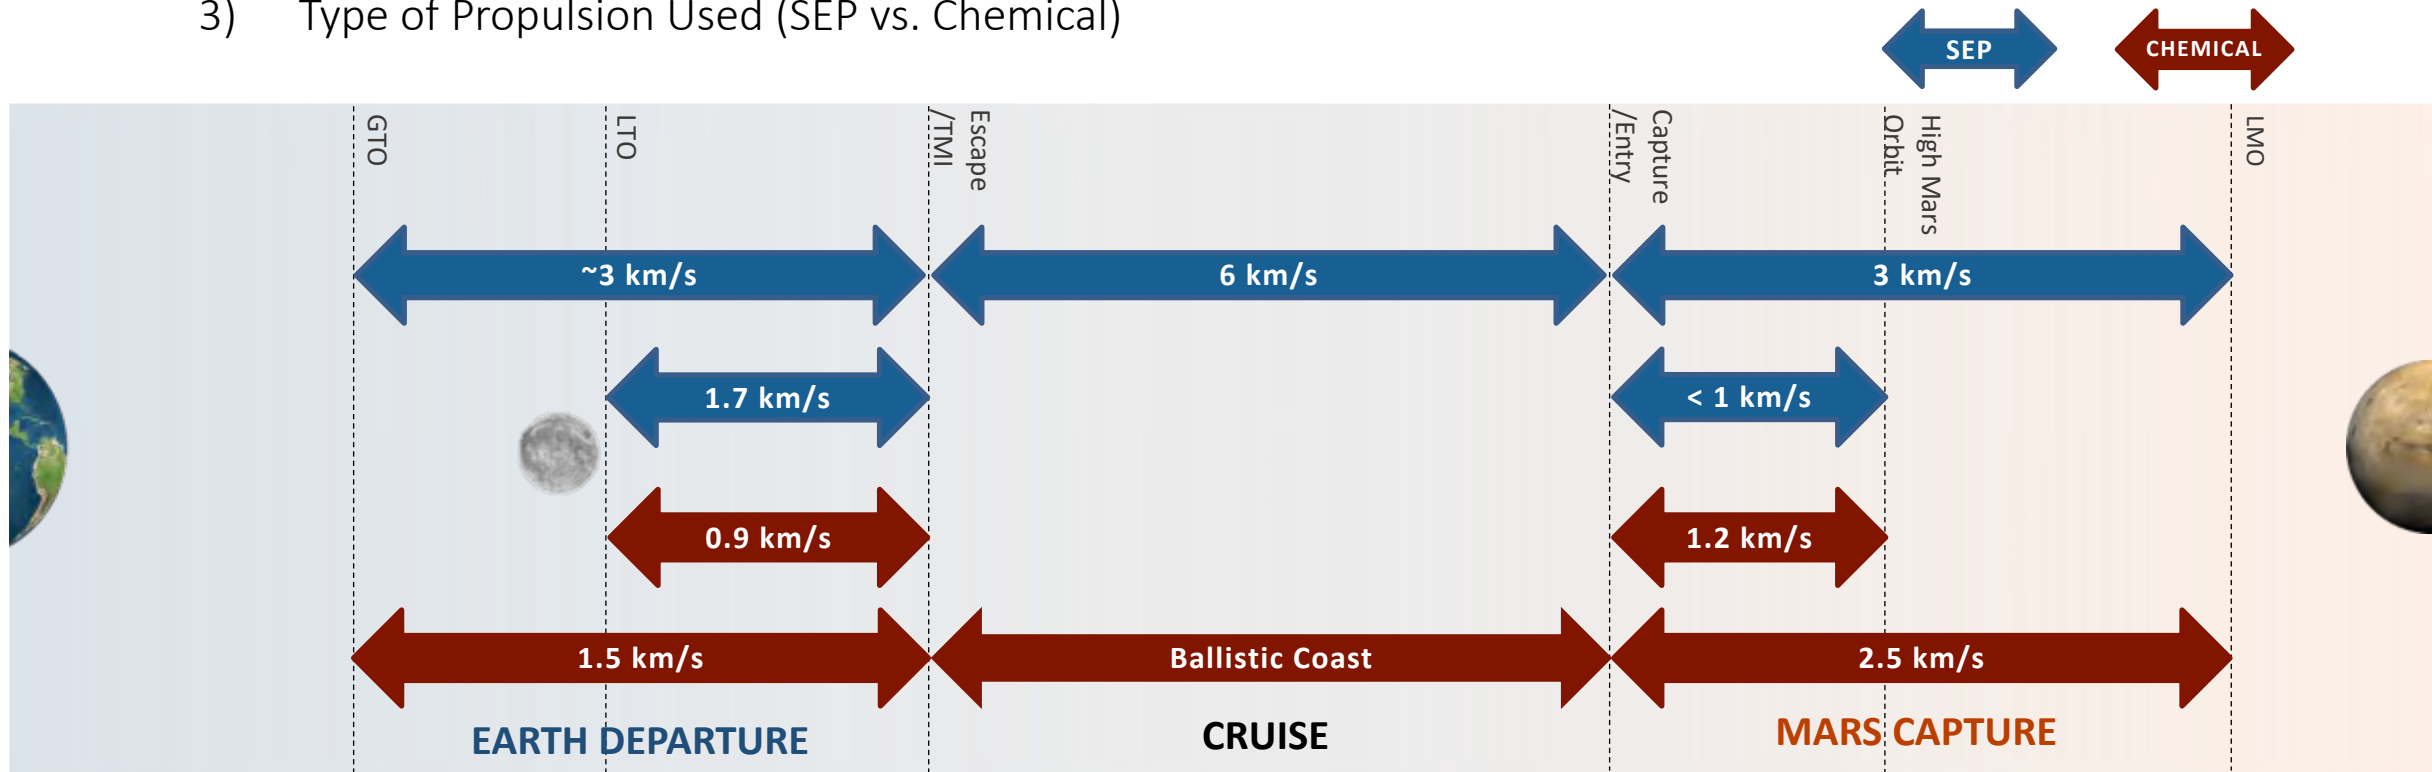 3) Type of Propulsion Used (SEP vs. Chemical)
SEP
CHEMICAL
GTO
LTO
Escape
/TMI
Capture
/Entry
High Mars
Orbit
LMO
~3 km/s
6 km/s
3 km/s
1.7 km/s
< 1 km/s
0.9 km/s
1.2 km/s
1.5 km/s
Ballistic Coast
2.5 km/s
EARTH DEPARTURE
CRUISE
MARS CAPTURE